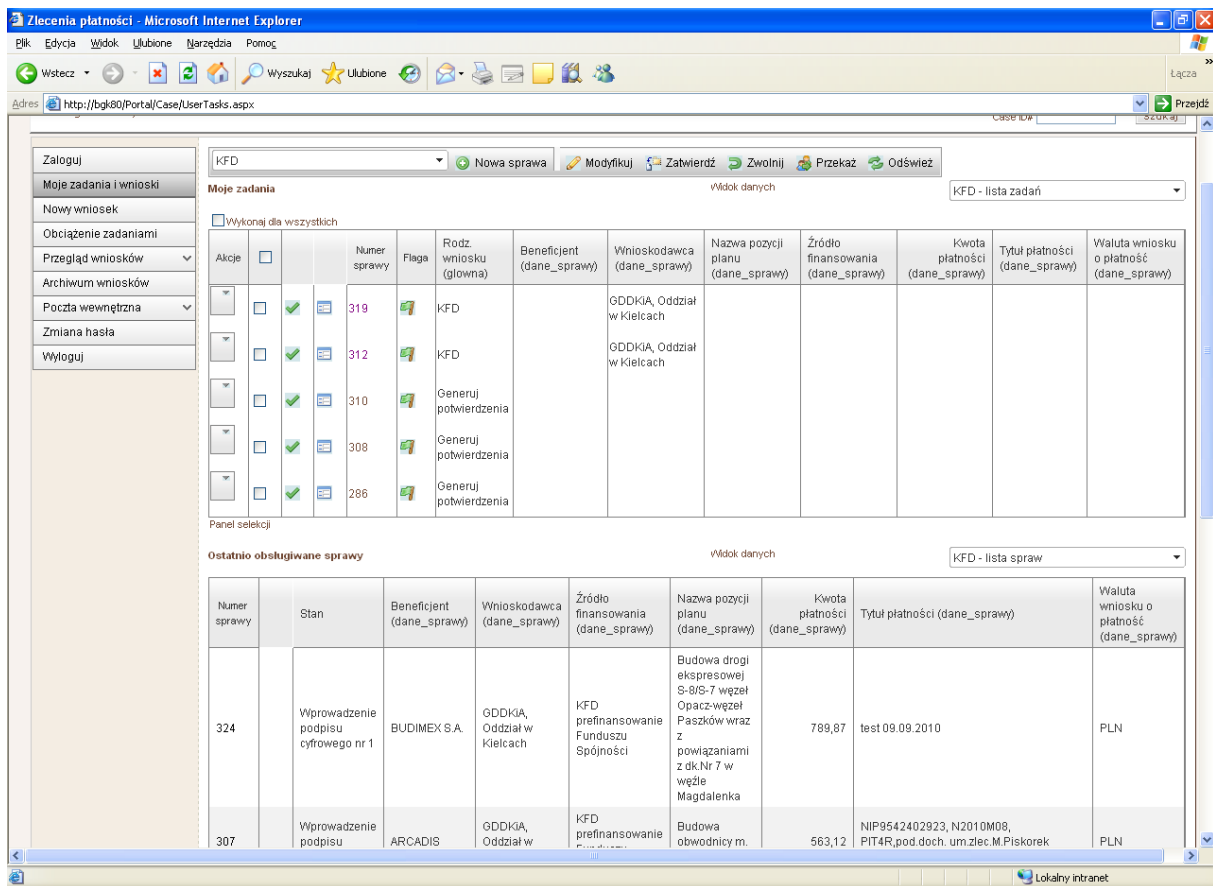 Zlecenia płatności - Microsoft Internet Explorer
Plik Edycja Widok Ulubione Narzędzia Pomoc
Wstecz Wyszukaj Ulubione Łącza
Adres http://bgk80/Portal/Case/UserTasks.aspx Przejdź
Case ID# Szukaj
Zaloguj
Moje zadania i wnioski
Nowy wniosek
Obciążenie zadaniami
Przegląd wniosków
Archiwum wniosków
Poczta wewnętrzna
Zmiana hasła
Wyloguj
KFD Nowa sprawa Modyfikuj Zatwierdź Zwolnij Przekaż Odśwież
Moje zadania Widok danych KFD - lista zadań
Wykonaj dla wszystkich
Akcje Numer sprawy Flaga Rodz. wniosku (glowna) Beneficjent (dane_sprawy) Wnioskodawca (dane_sprawy) Nazwa pozycji planu (dane_sprawy) Źródło finansowania (dane_sprawy) Kwota płatności (dane_sprawy) Tytuł płatności (dane_sprawy) Waluta wniosku o płatność (dane_sprawy)
319 KFD GDDKiA, Oddział w Kielcach
312 KFD GDDKiA, Oddział w Kielcach
310 Generuj potwierdzenia
308 Generuj potwierdzenia
286 Generuj potwierdzenia
Panel selekcji
Ostatnio obsługiwane sprawy Widok danych KFD - lista spraw
Numer sprawy Stan Beneficjent (dane_sprawy) Wnioskodawca (dane_sprawy) Źródło finansowania (dane_sprawy) Nazwa pozycji planu (dane_sprawy) Kwota płatności (dane_sprawy) Tytuł płatności (dane_sprawy) Waluta wniosku o płatność (dane_sprawy)
324 Wprowadzenie podpisu cyfrowego nr 1 BUDIMEX S.A. GDDKiA, Oddział w Kielcach KFD prefinansowanie Funduszu Spójności Budowa drogi ekspresowej S-8/S-7 węzeł Opacz-węzeł Paszków wraz z powiązaniami z dk.Nr 7 w węźle Magdalenka 789,87 test 09.09.2010 PLN
307 Wprowadzenie podpisu ARCADIS GDDKiA, Oddział w KFD prefinansowanie Budowa obwodnicy m. 563,12 NIP9542402923, N2010M08, PIT4R,pod.doch. um.zlec.M.Piskorek PLN
Lokalny intranet